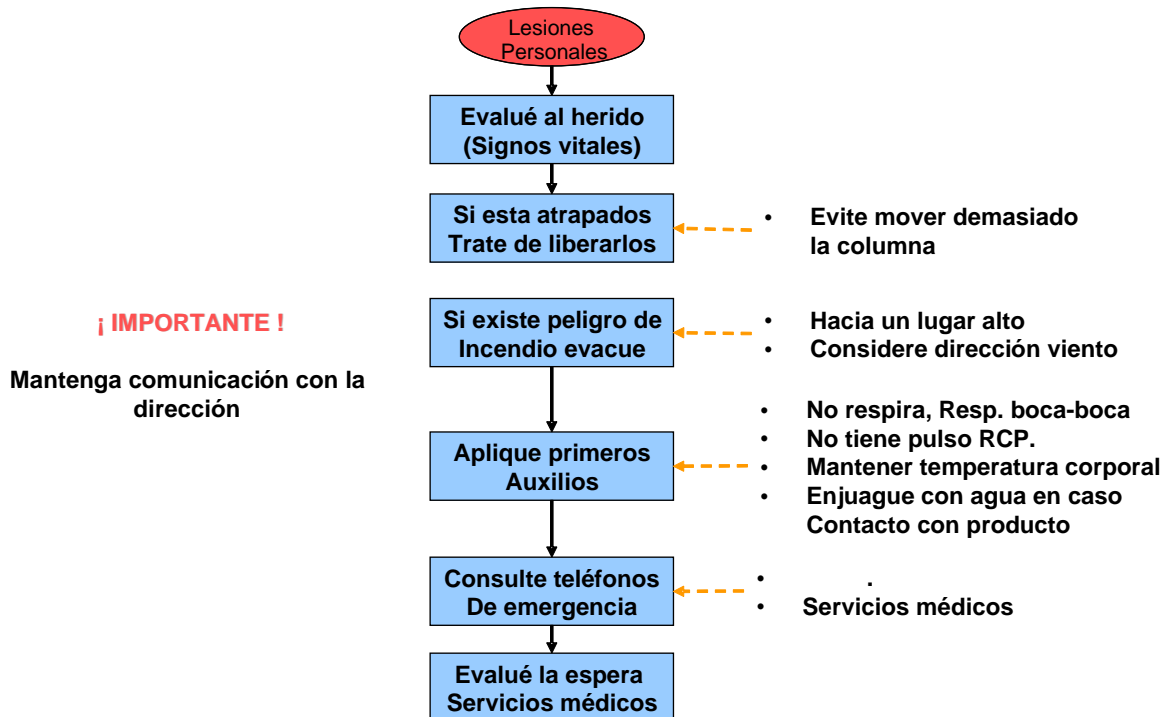 Lesiones
Personales
Evalué al herido
(Signos vitales)
Si esta atrapados
Trate de liberarlos
• Evite mover demasiado
la columna
¡ IMPORTANTE !
Mantenga comunicación con la
dirección
Si existe peligro de
Incendio evacue
• Hacia un lugar alto
• Considere dirección viento
Aplique primeros
Auxilios
• No respira, Resp. boca-boca
• No tiene pulso RCP.
• Mantener temperatura corporal
• Enjuague con agua en caso
Contacto con producto
Consulte teléfonos
De emergencia
• .
• Servicios médicos
Evalué la espera
Servicios médicos